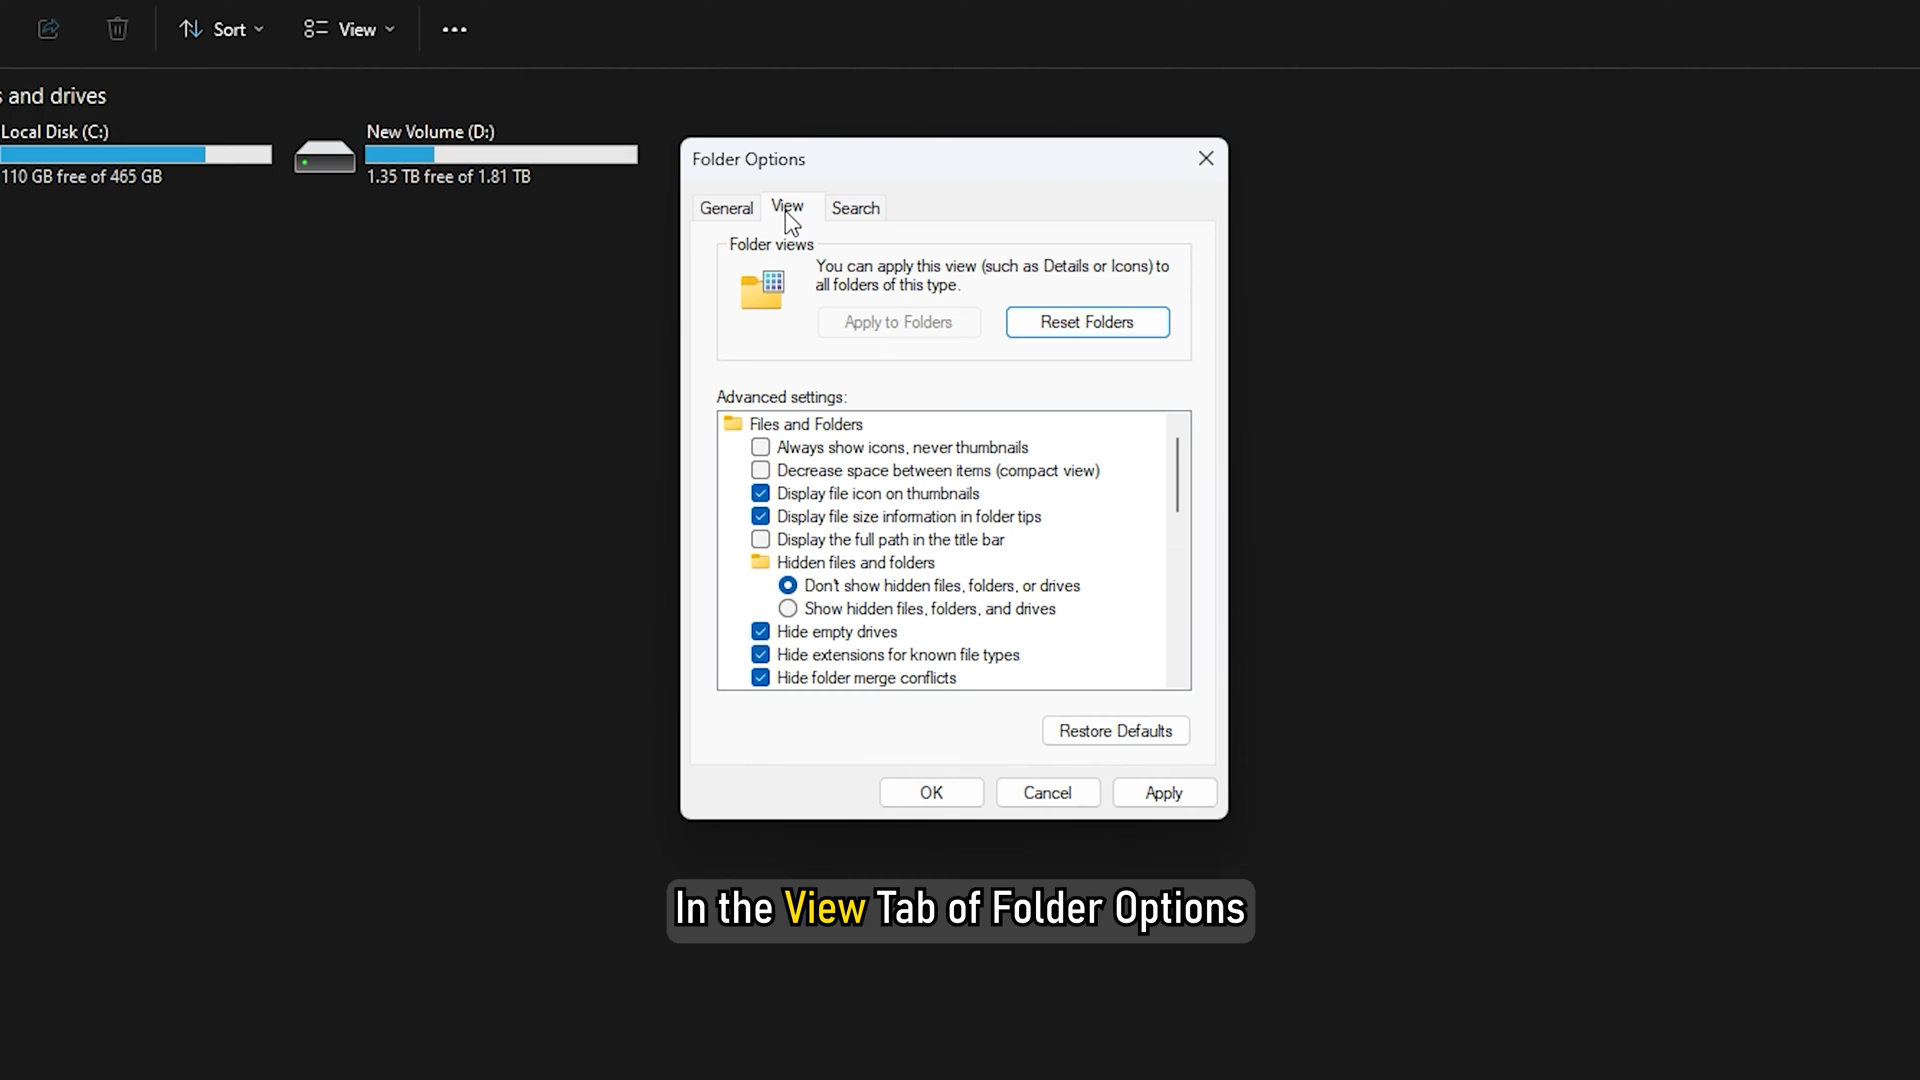 Sort
View
s and drives
Local Disk (C:)
110 GB free of 465 GB
New Volume (D:)
1.35 TB free of 1.81 TB
Folder Options
General
View
Search
Folder views
You can apply this view (such as Details or Icons) to
all folders of this type.
Apply to Folders
Reset Folders
Advanced settings:
Files and Folders
Always show icons, never thumbnails
Decrease space between items (compact view)
Display file icon on thumbnails
Display file size information in folder tips
Display the full path in the title bar
Hidden files and folders
Don't show hidden files, folders, or drives
Show hidden files, folders, and drives
Hide empty drives
Hide extensions for known file types
Hide folder merge conflicts
Restore Defaults
OK
Cancel
Apply
In the View Tab of Folder Options